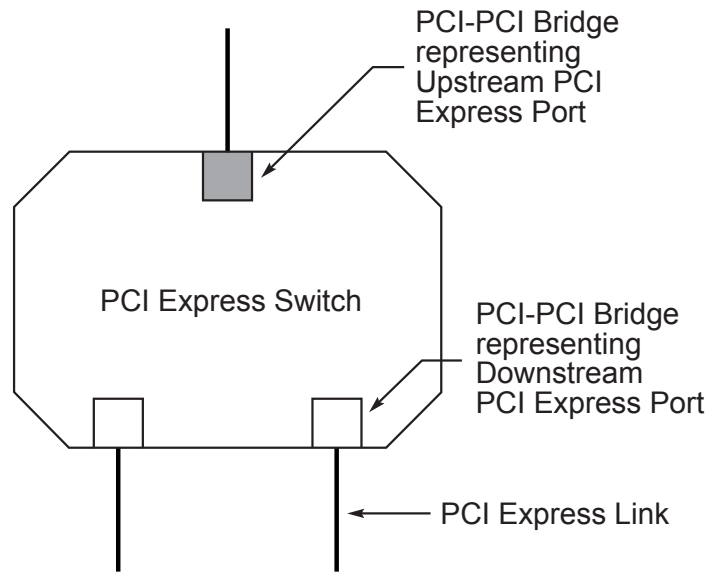 PCI-PCI Bridge
representing
Upstream PCI
Express Port
PCI Express Switch
PCI-PCI Bridge
representing
Downstream
PCI Express Port
PCI Express Link